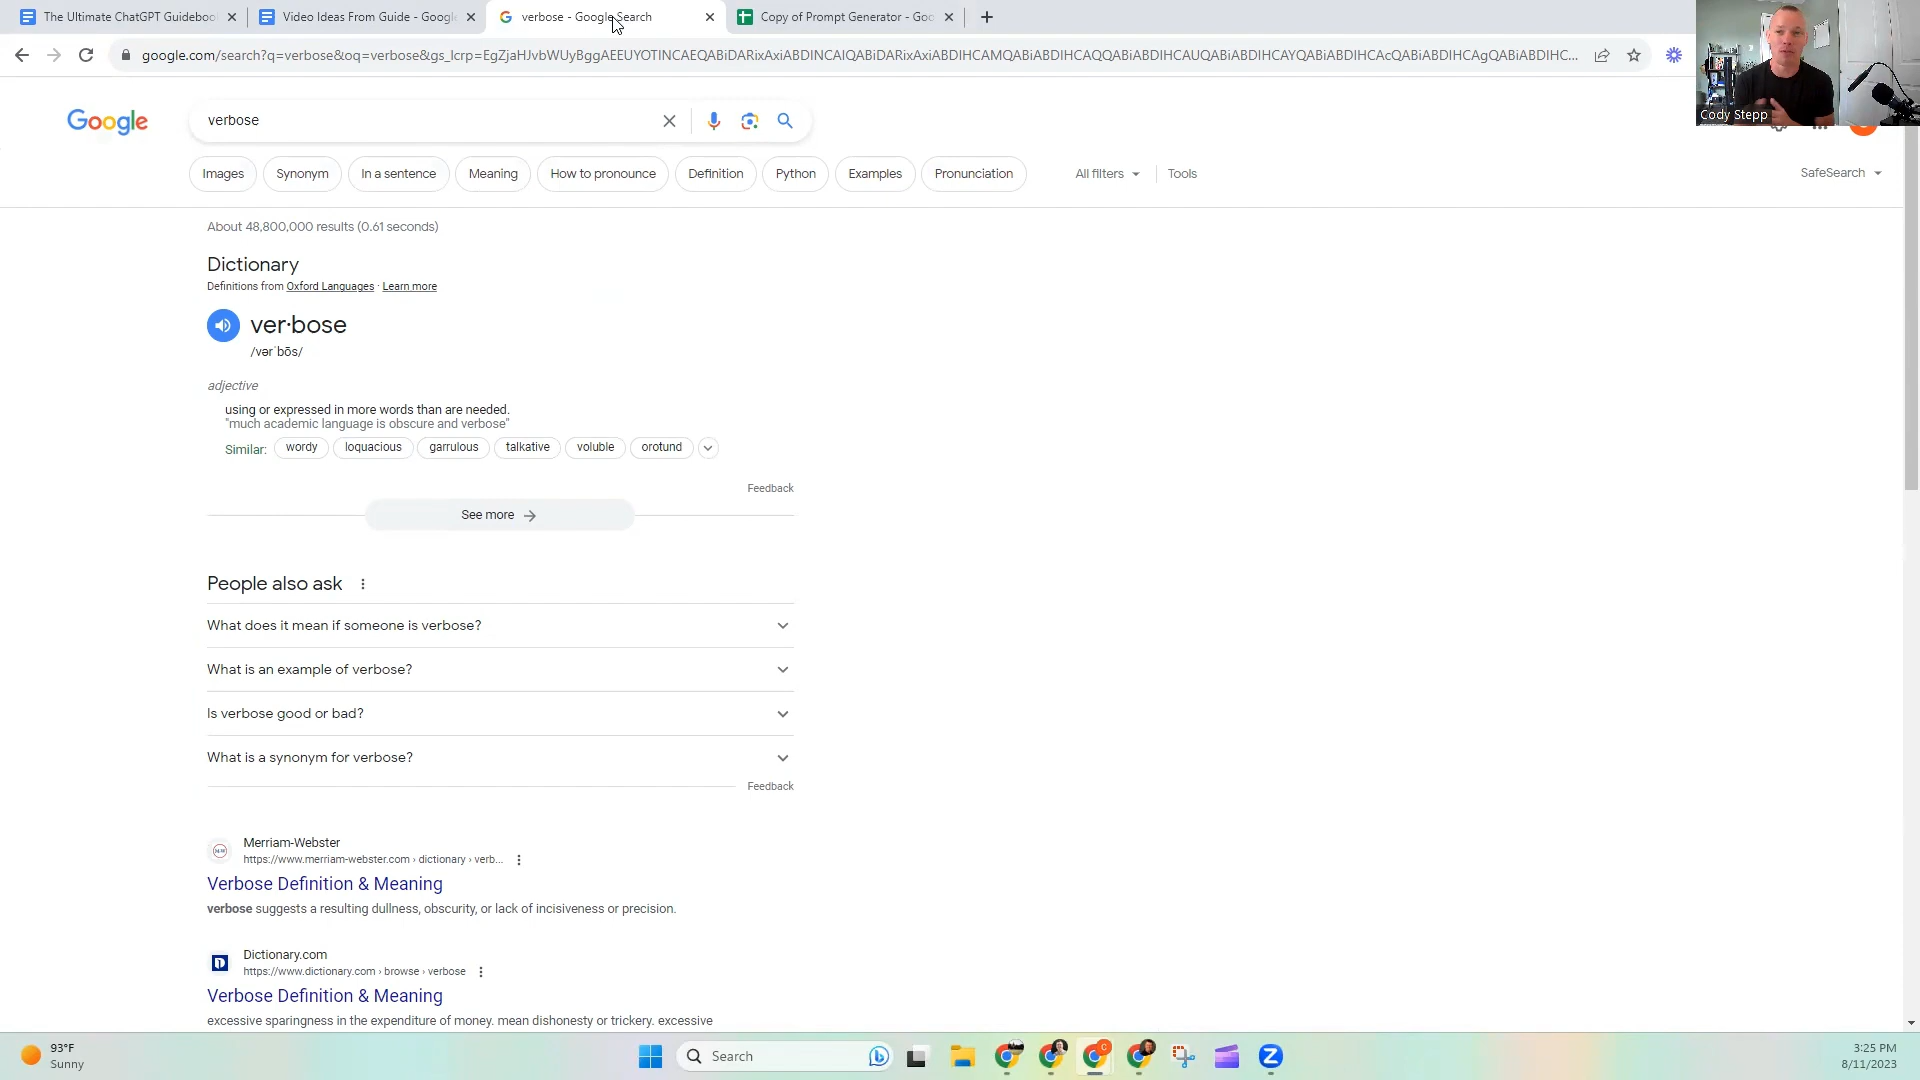 The Ultimate ChatGPT Guideboo
Video Ideas From Guide - Google
verbose - Google Search
Copy of Prompt Generator - Goo
google.com/search?q=verbose&oq=verbose&gs_lcrp=EgZjaHJvbWUyBggAEEUYOTINCAEQABiDARixAxiABDINCAIQABiDARixAxiABDIHCAMQABiABDIHCAQQABiABDIHCAUQABiABDIHCAYQABiABDIHCAcQABiABDIHCAgQABiABDIHC...
Cody Stepp
Google
verbose
Images
Synonym
In a sentence
Meaning
How to pronounce
Definition
Python
Examples
Pronunciation
All filters
Tools
SafeSearch
About 48,800,000 results (0.61 seconds)
Dictionary
Definitions from Oxford Languages · Learn more
ver·bose
/vərˈbōs/
adjective
using or expressed in more words than are needed.
"much academic language is obscure and verbose"
Similar: wordy loquacious garrulous talkative voluble orotund
Feedback
See more
People also ask
What does it mean if someone is verbose?
What is an example of verbose?
Is verbose good or bad?
What is a synonym for verbose?
Feedback
Merriam-Webster
https://www.merriam-webster.com › dictionary › verb...
Verbose Definition & Meaning
verbose suggests a resulting dullness, obscurity, or lack of incisiveness or precision.
Dictionary.com
https://www.dictionary.com › browse › verbose
Verbose Definition & Meaning
excessive sparingness in the expenditure of money. mean dishonesty or trickery. excessive
93°F
Sunny
Search
3:25 PM
8/11/2023